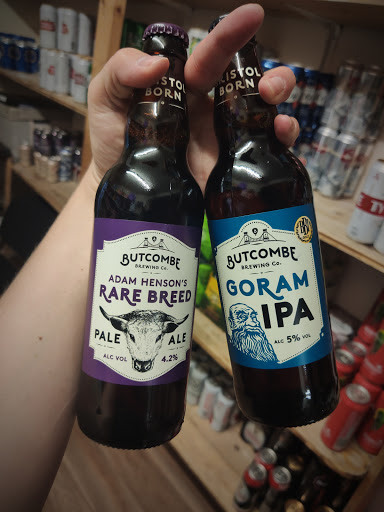 BRISTOL
BORN
BUTCOMBE
BREWING CO.
ADAM HENSON'S
RARE BREED
PALE ALE
ALC VOL 4.2%
BRISTOL
BORN
BUTCOMBE
BREWING CO.
GORAM
IPA
ALC 5% VOL